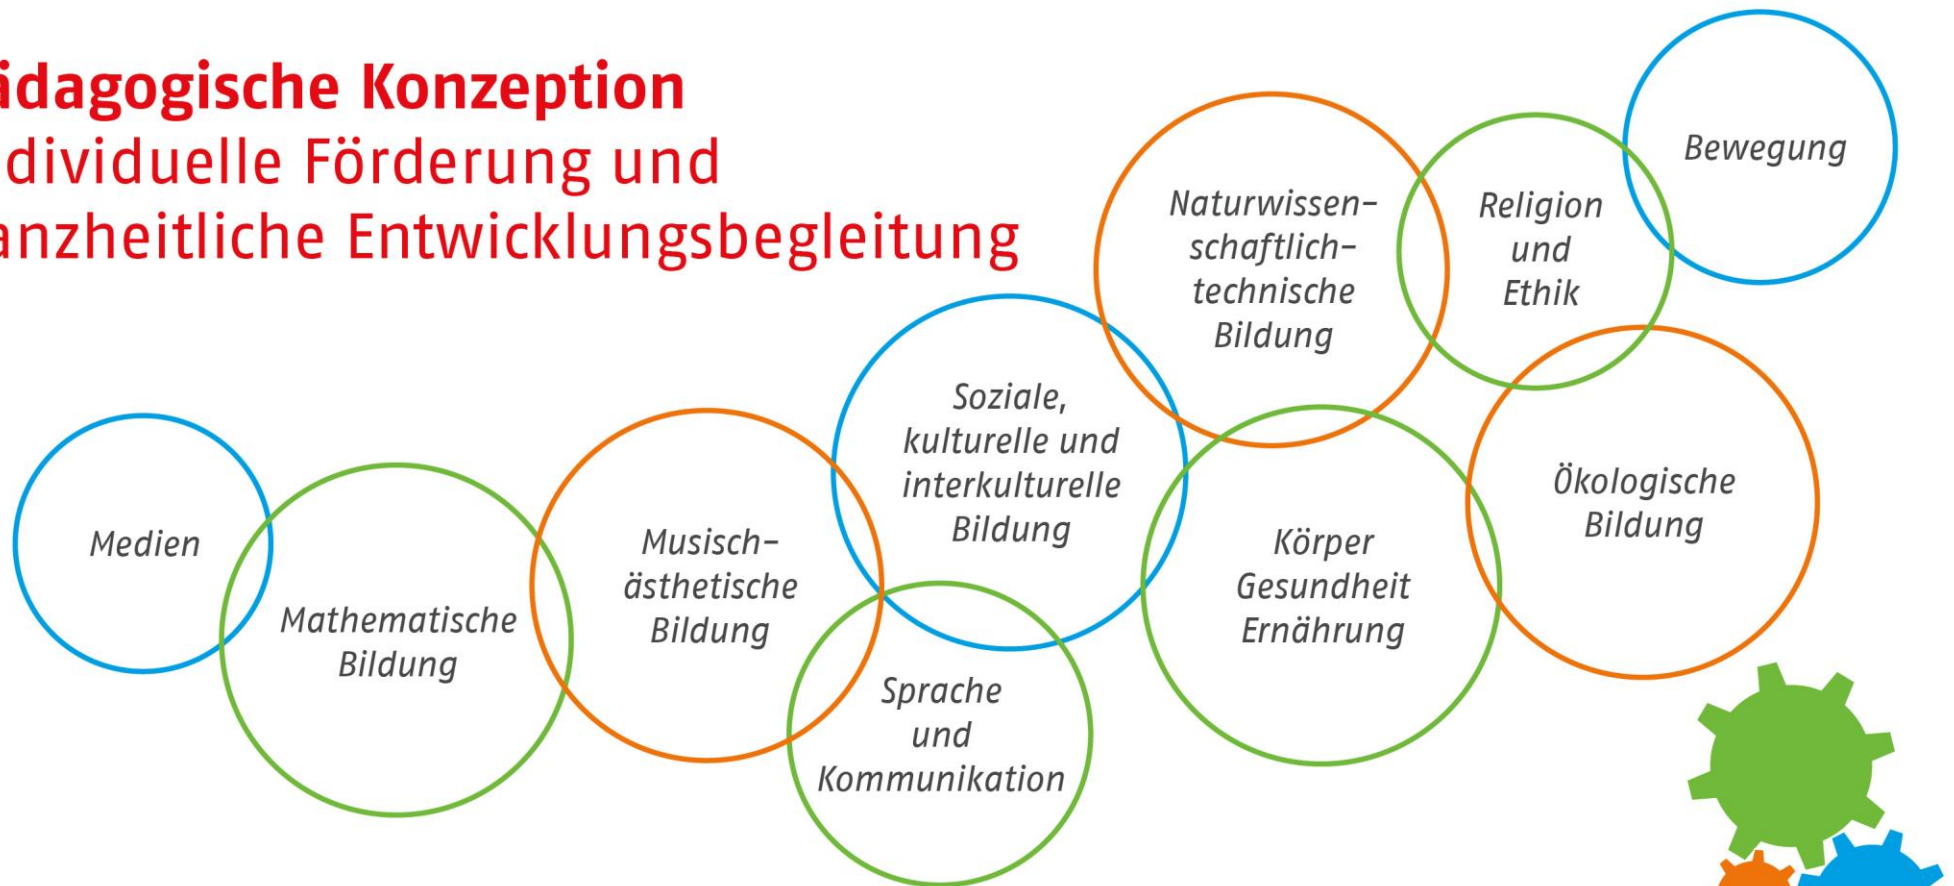 ädagogische Konzeption
dividuelle Förderung und
anzheitliche Entwicklungsbegleitung
Bewegung
Naturwissen-
schaftlich-
technische
Bildung
Religion
und
Ethik
Soziale,
kulturelle und
interkulturelle
Bildung
Ökologische
Bildung
Medien
Musisch-
ästhetische
Bildung
Körper
Gesundheit
Ernährung
Mathematische
Bildung
Sprache
und
Kommunikation